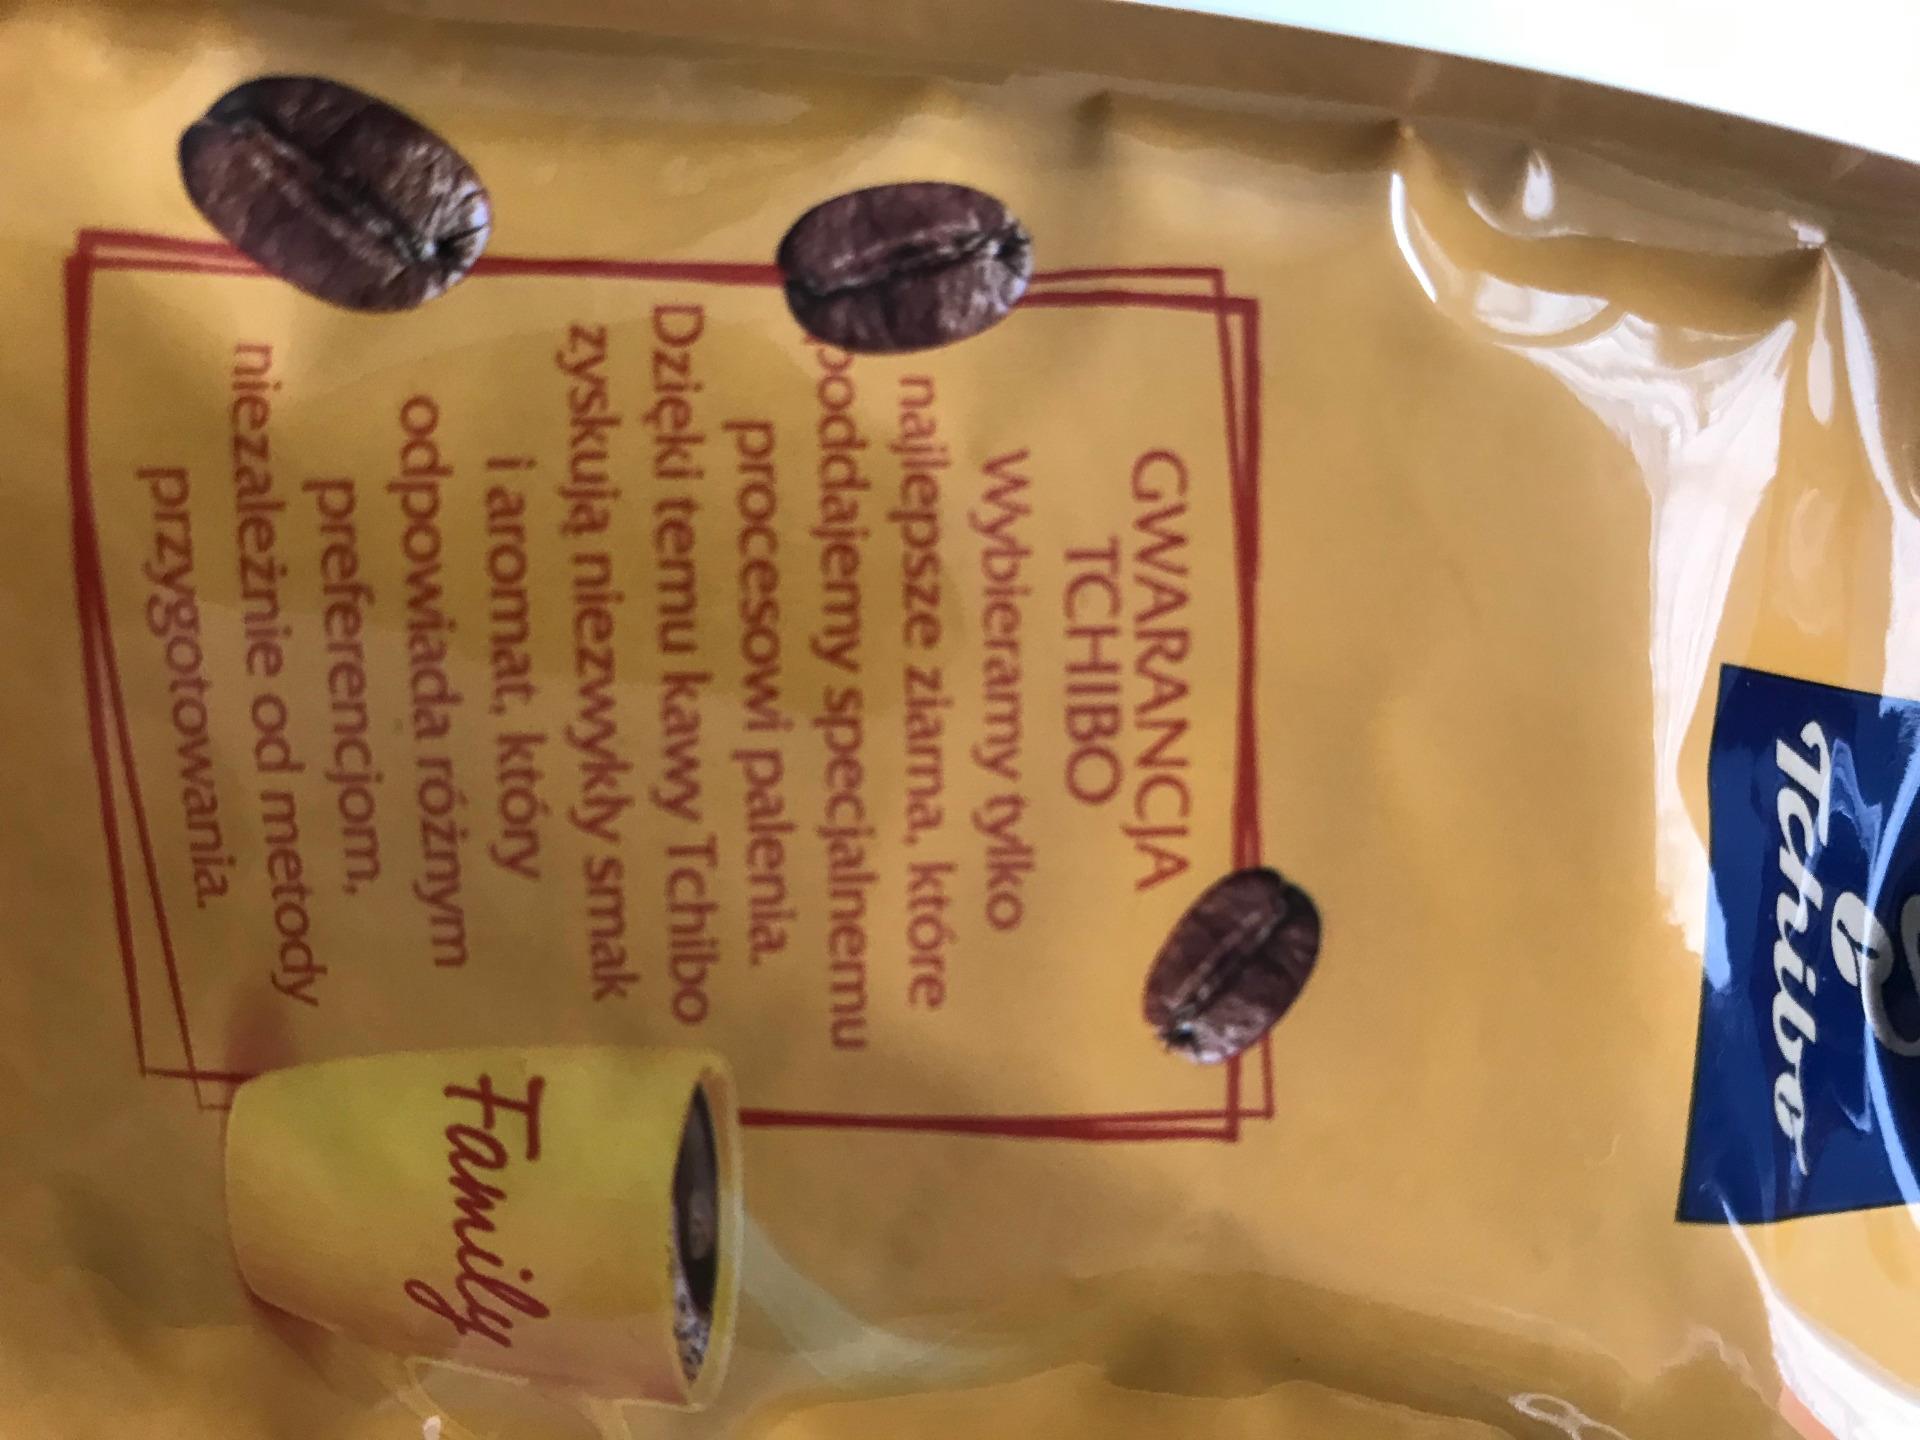 Tchibo
GWARANCJA
TCHIBO
Wybieramy tylko
najlepsze ziarna, które
poddajemy specjalnemu
procesowi palenia.
Dzięki temu kawy Tchibo
zyskują niezwykły smak
i aromat, który
odpowiada różnym
preferencjom,
niezależnie od metody
przygotowania.
Family